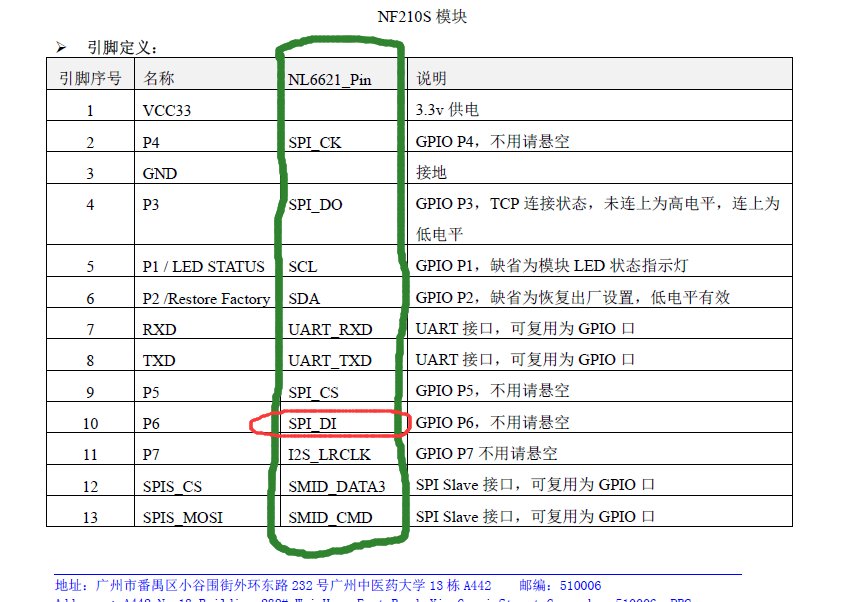 NF210S 模块
➢ 引脚定义:
引脚序号 名称 NL6621_Pin 说明
1 VCC33 3.3v 供电
2 P4 SPI_CK GPIO P4，不用请悬空
3 GND 接地
4 P3 SPI_DO GPIO P3，TCP 连接状态，未连上为高电平，连上为
低电平
5 P1 / LED STATUS SCL GPIO P1，缺省为模块 LED 状态指示灯
6 P2 /Restore Factory SDA GPIO P2，缺省为恢复出厂设置，低电平有效
7 RXD UART_RXD UART 接口，可复用为 GPIO 口
8 TXD UART_TXD UART 接口，可复用为 GPIO 口
9 P5 SPI_CS GPIO P5，不用请悬空
10 P6 SPI_DI GPIO P6，不用请悬空
11 P7 I2S_LRCLK GPIO P7 不用请悬空
12 SPIS_CS SMID_DATA3 SPI Slave 接口，可复用为 GPIO 口
13 SPIS_MOSI SMID_CMD SPI Slave 接口，可复用为 GPIO 口
地址：广州市番禺区小谷围街外环东路 232 号广州中医药大学 13 栋 A442 邮编：510006